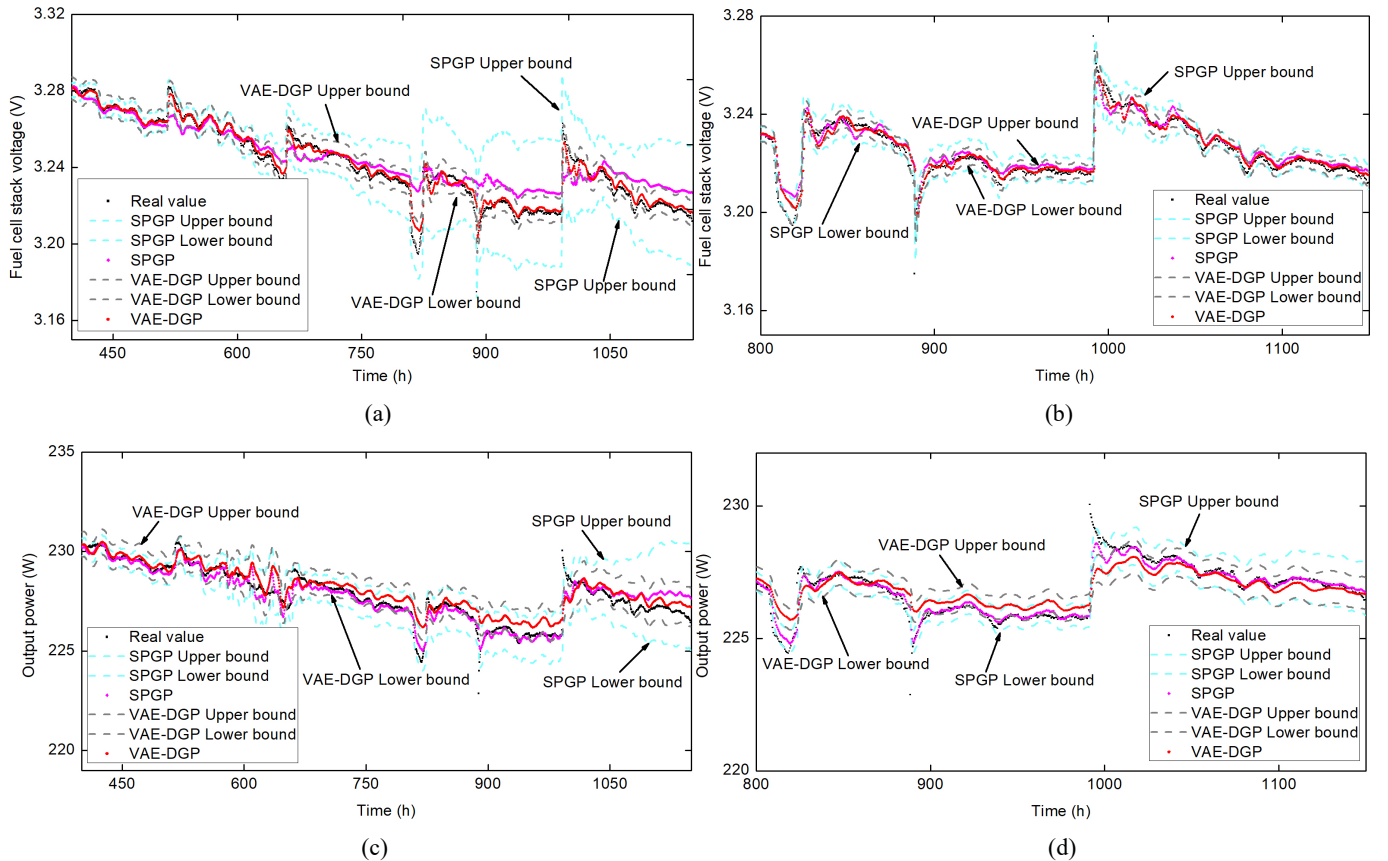 3.32
3.28
3.24
3.20
3.16
Fuel cell stack voltage (V)
SPGP Upper bound
VAE-DGP Upper bound
Real value
SPGP Upper bound
SPGP Lower bound
SPGP
VAE-DGP Upper bound
VAE-DGP Lower bound
VAE-DGP
VAE-DGP Lower bound
SPGP Upper bound
450
600
750
900
1050
Time (h)
(a)
3.28
3.24
3.20
3.16
Fuel cell stack voltage (V)
SPGP Upper bound
VAE-DGP Upper bound
VAE-DGP Lower bound
SPGP Lower bound
Real value
SPGP Upper bound
SPGP Lower bound
SPGP
VAE-DGP Upper bound
VAE-DGP Lower bound
VAE-DGP
800
900
1000
1100
Time (h)
(b)
235
230
225
220
Output power (W)
VAE-DGP Upper bound
SPGP Upper bound
Real value
SPGP Upper bound
SPGP Lower bound
SPGP
VAE-DGP Upper bound
VAE-DGP Lower bound
VAE-DGP
VAE-DGP Lower bound
SPGP Lower bound
450
600
750
900
1050
Time (h)
(c)
230
225
220
Output power (W)
SPGP Upper bound
VAE-DGP Upper bound
VAE-DGP Lower bound
SPGP Lower bound
Real value
SPGP Upper bound
SPGP Lower bound
SPGP
VAE-DGP Upper bound
VAE-DGP Lower bound
VAE-DGP
800
900
1000
1100
Time (h)
(d)